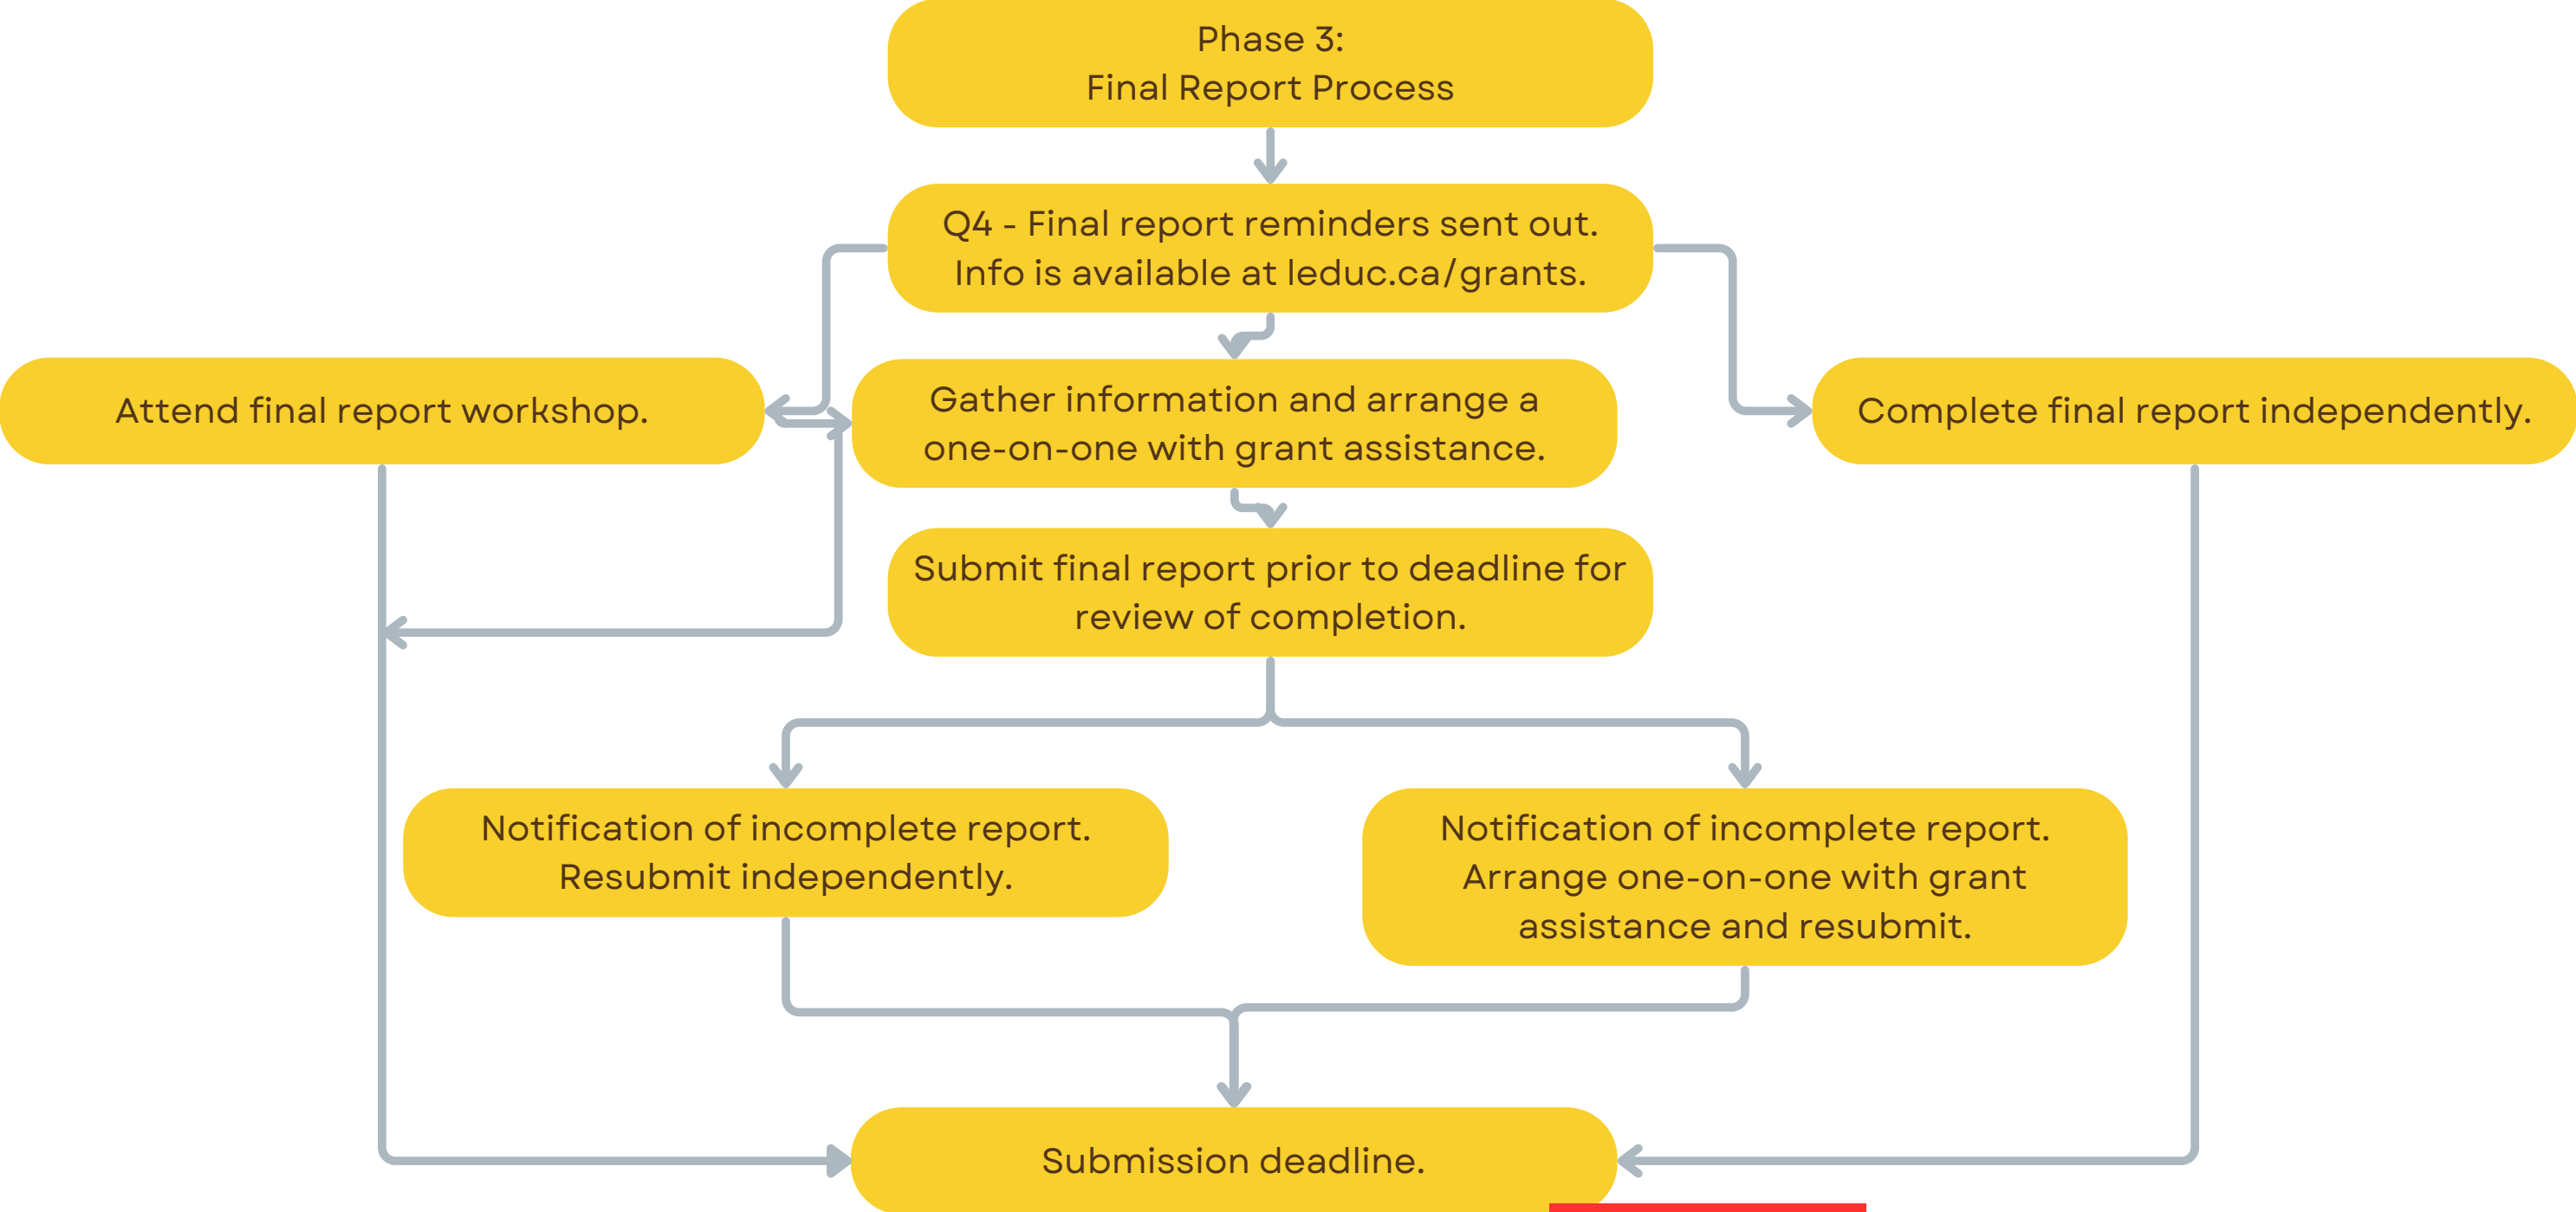 Phase 3:
Final Report Process
Q4 - Final report reminders sent out.
Info is available at leduc.ca/grants.
Attend final report workshop.
Gather information and arrange a
one-on-one with grant assistance.
Complete final report independently.
Submit final report prior to deadline for
review of completion.
Notification of incomplete report.
Resubmit independently.
Notification of incomplete report.
Arrange one-on-one with grant
assistance and resubmit.
Submission deadline.